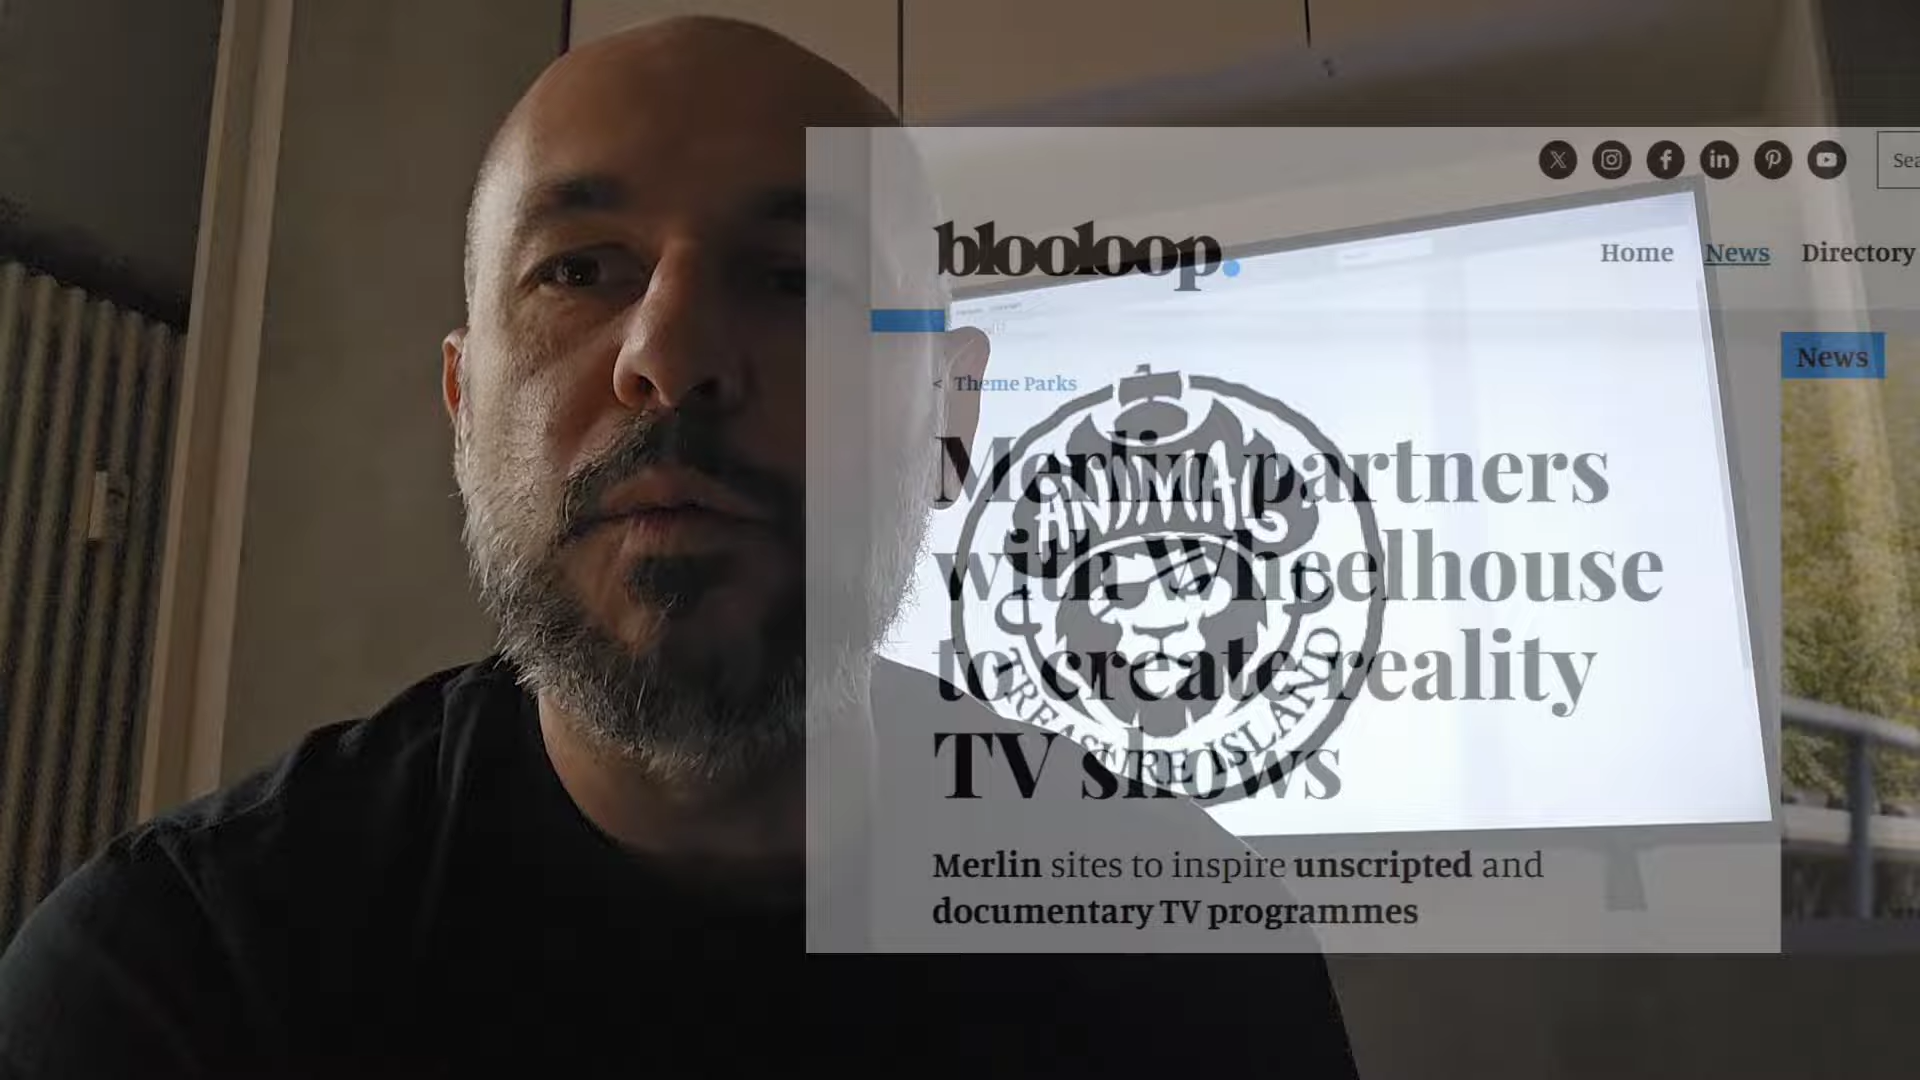 Sea
blooloop.
Home News Directory
News
< Theme Parks
Merlin partners
with Wheelhouse
to create reality
TV shows
ANIMALS
TREASURE ISLAND
Merlin sites to inspire unscripted and
documentary TV programmes